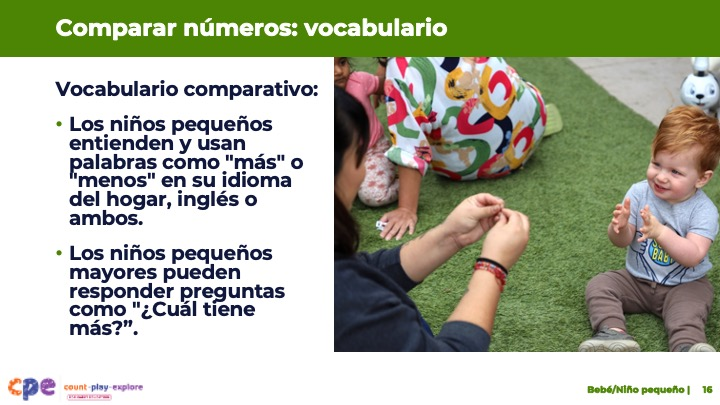 Comparar números: vocabulario
Vocabulario comparativo:
• Los niños pequeños
entienden y usan
palabras como "más" o
"menos" en su idioma
del hogar, inglés o
ambos.
• Los niños pequeños
mayores pueden
responder preguntas
como "¿Cuál tiene
más?”.
BABY
cpe count·play·explore
Bebé/Niño pequeño | 16